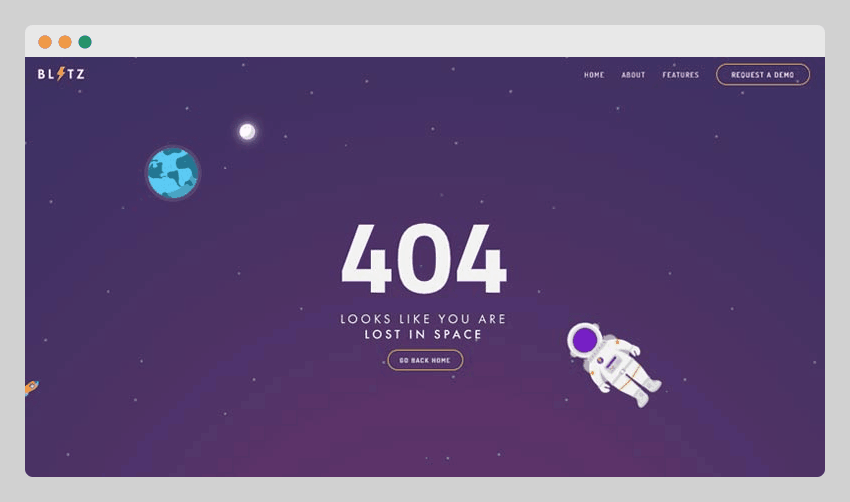 BLITZ
HOME ABOUT FEATURES REQUEST A DEMO
404
LOOKS LIKE YOU ARE
LOST IN SPACE
GO BACK HOME